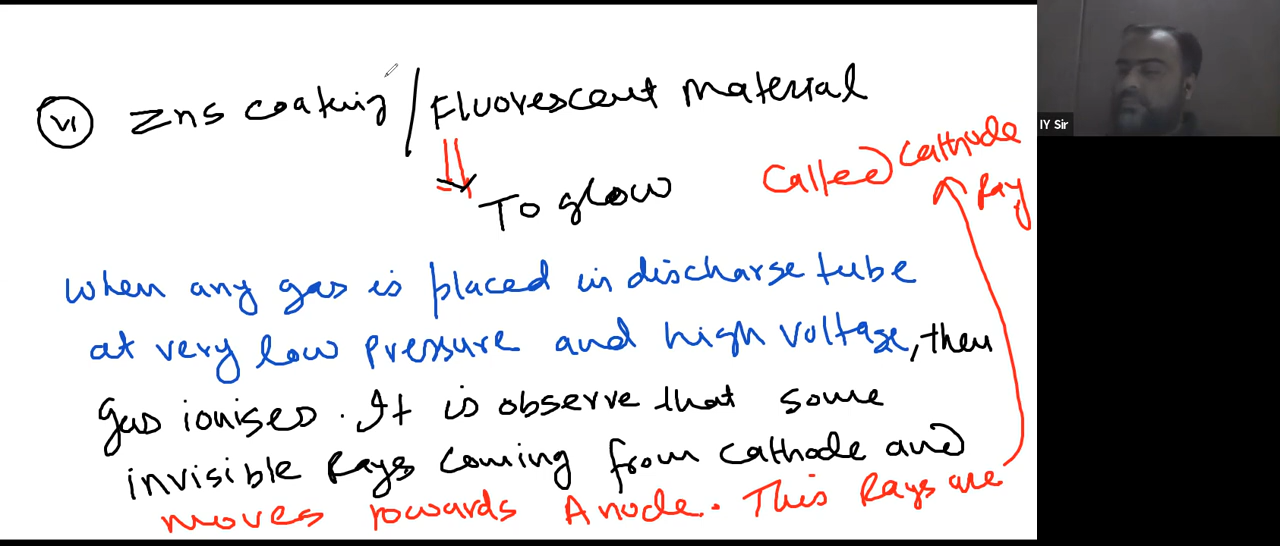 (vi) ZnS coating / Fluorescent material
To glow
Called Cathode
Ray
IY Sir
when any gas is placed in discharge tube
at very low pressure and high voltage, then
gas ionises. It is observe that some
invisible Rays coming from cathode and
moves towards Anode. This Rays are